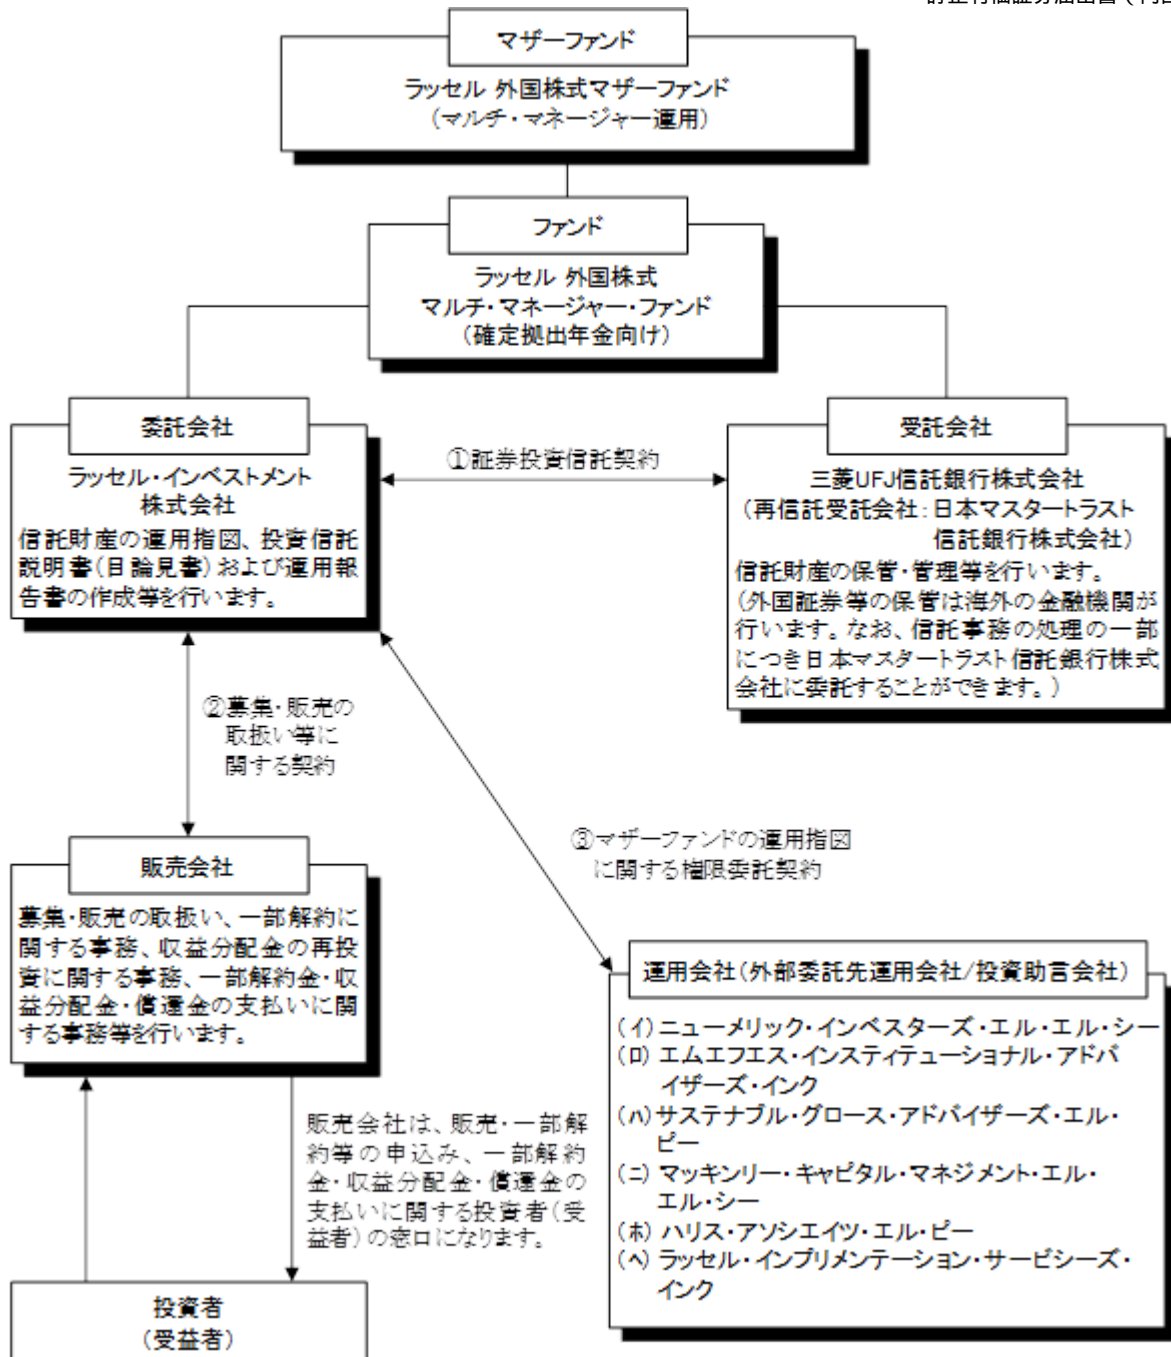 マザーファンド
ラッセル 外国株式マザーファンド
(マルチ・マネージャー運用)
ファンド
ラッセル 外国株式
マルチ・マネージャー・ファンド
(確定拠出年金向け)
委託会社
ラッセル・インベストメント
株式会社
信託財産の運用指図、投資信託
説明書(目論見書)および運用報
告書の作成等を行います。
①証券投資信託契約
受託会社
三菱UFJ信託銀行株式会社
(再信託受託会社:日本マスタートラスト
信託銀行株式会社)
信託財産の保管・管理等を行います。
(外国証券等の保管は海外の金融機関が
行います。なお、信託事務の処理の一部
につき日本マスタートラスト信託銀行株式
会社に委託することができます。)
②募集・販売の
取扱い等に
関する契約
③マザーファンドの運用指図
に関する権限委託契約
販売会社
募集・販売の取扱い、一部解約に
関する事務、収益分配金の再投
資に関する事務、一部解約金・収
益分配金・償還金の支払いに関
する事務等を行います。
運用会社(外部委託先運用会社/投資助言会社)
(イ)ニューメリック・インベスターズ・エル・エル・シー
(ロ)エムエフエス・インスティテューショナル・アドバ
イザーズ・インク
(ハ)サステナブル・グロース・アドバイザーズ・エル・
ピー
(ニ)マッキンリー・キャピタル・マネジメント・エル・
エル・シー
(ホ)ハリス・アソシエイツ・エル・ピー
(ヘ)ラッセル・インプリメンテーション・サービシーズ・
インク
販売会社は、販売・一部解
約等の申込み、一部解約
金・収益分配金・償還金の
支払いに関する投資者(受
益者)の窓口になります。
投資者
(受益者)